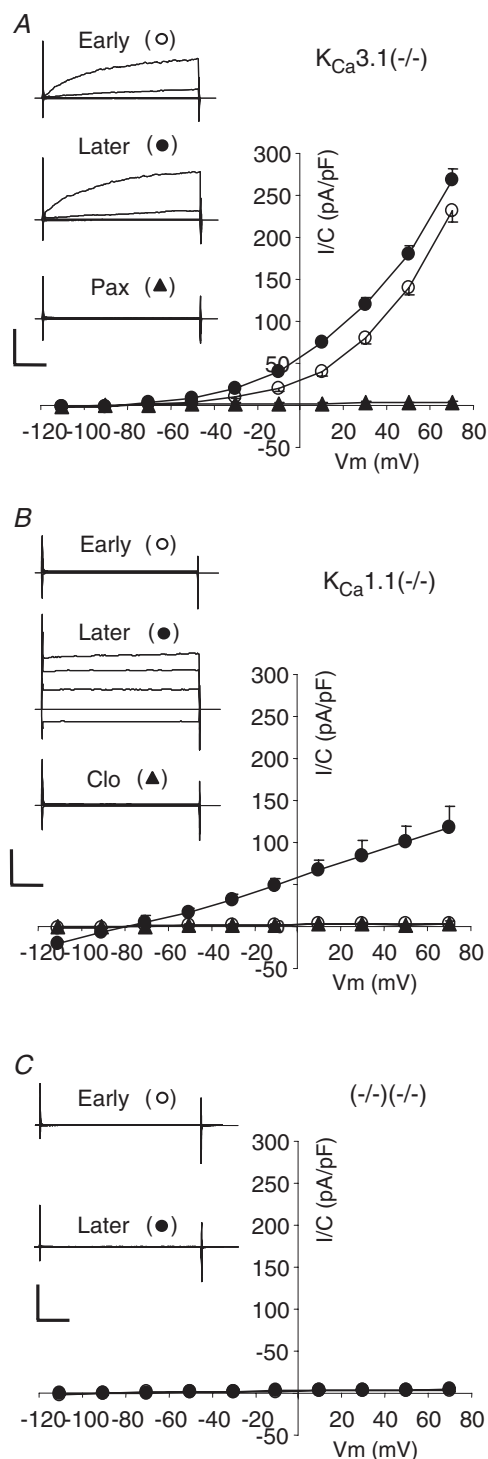 A
Early (○)
K_Ca3.1(-/-)
Later (●)
Pax (▲)
I/C (pA/pF)
300
250
200
150
100
50
-50
-120-100 -80 -60 -40 -20 20 40 60 80
Vm (mV)
B
Early (○)
K_Ca1.1(-/-)
Later (●)
Clo (▲)
I/C (pA/pF)
300
250
200
150
100
-50
-120-100 -80 -60 -40 -20 20 40 60 80
Vm (mV)
C
Early (○)
(-/-)(-/-)
Later (●)
I/C (pA/pF)
300
250
200
150
100
-50
-50
-120-100 -80 -60 -40 -20 20 40 60 80
Vm (mV)